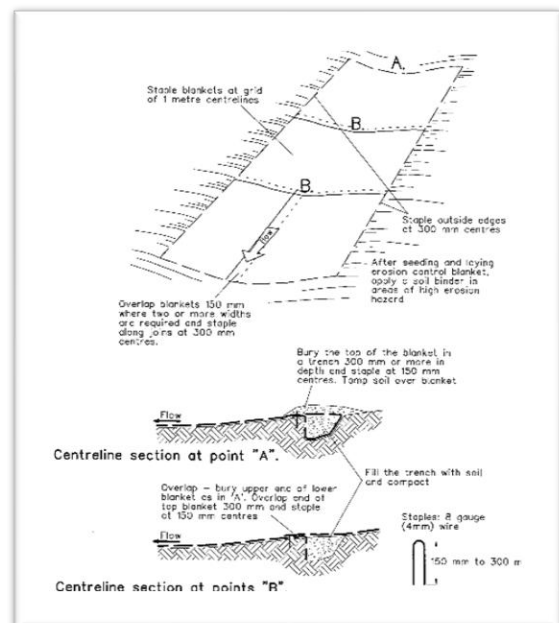 A.
Staple blankets at grid
of 1 metre centrelines
B.
B.
Flow
Staple outside edges
at 300 mm centres
After seeding and laying
erosion control blanket,
apply a soil binder in
areas of high erosion
hazard
Overlap blankets 150 mm
where two or more widths
are required and staple
along joins at 300 mm
centres.
Bury the top of the blanket in
a trench 300 mm or more in
depth and staple at 150 mm
centres. Tamp soil over blanket
Flow
Centreline section at point "A".
Fill the trench with soil
and compact
Overlap - bury upper end of lower
blanket as in 'A'. Overlap end of
top blanket 300 mm and staple
at 150 mm centres
Flow
Staples: 8 gauge
(4mm) wire
150 mm to 300 m
Centreline section at points "B".